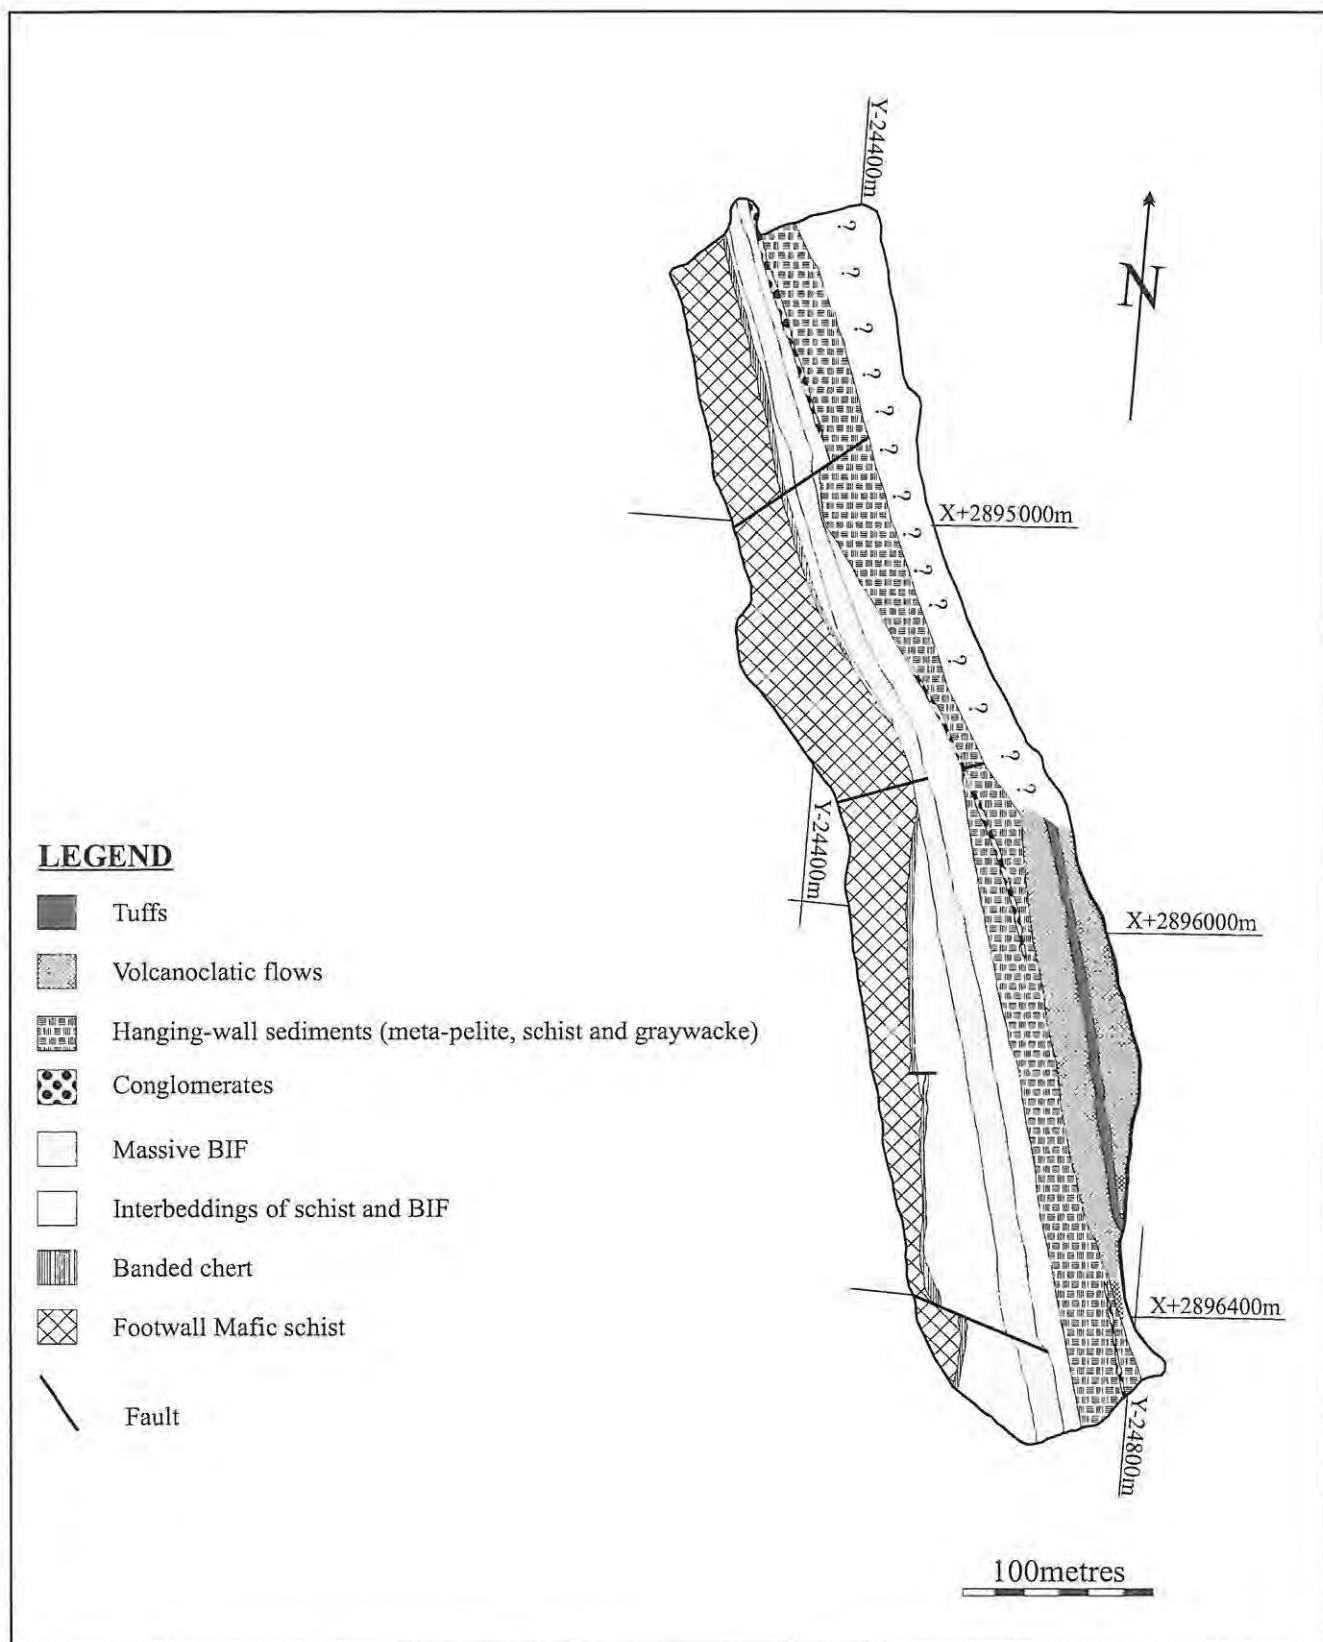 Y-24400m
N
? 
?
?
?
?
?
X+2895000m
?
?
?
?
?
?
?
?
Y-24400m
LEGEND
Tuffs
X+2896000m
Volcanoclatic flows
Hanging-wall sediments (meta-pelite, schist and graywacke)
Conglomerates
Massive BIF
Interbeddings of schist and BIF
Banded chert
X+2896400m
Footwall Mafic schist
Fault
Y-24800m
100metres